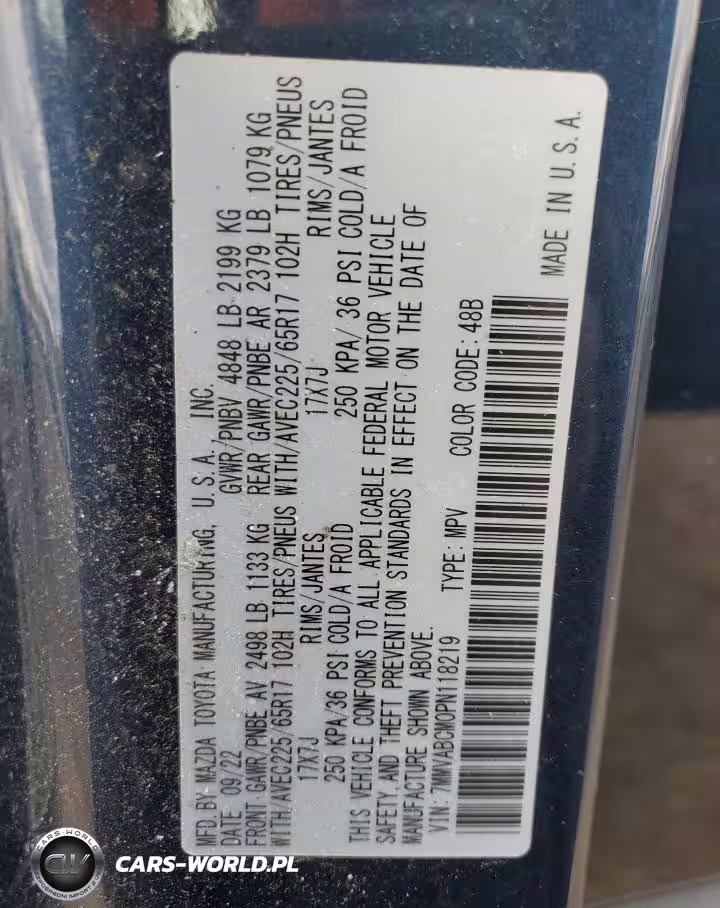 MFD.BY MAZDA TOYOTA MANUFACTURING, U.S.A., INC.
DATE 09/22 GVWR/PNBV 4848 LB 2199 KG
FRONT GAWR/PNBE AV 2498 LB 1133 KG REAR GAWR/PNBE AR 2379 LB 1079 KG
WITH/AVEC225/65R17 102H TIRES/PNEUS WITH/AVEC225/65R17 102H TIRES/PNEUS
17X7J RIMS/JANTES 17X7J RIMS/JANTES
250 KPA/36 PSI COLD/A FROID 250 KPA/ 36 PSI COLD/A FROID
THIS VEHICLE CONFORMS TO ALL APPLICABLE FEDERAL MOTOR VEHICLE
SAFETY,AND THEFT PREVENTION STANDARDS IN EFFECT ON THE DATE OF
MANUFACTURE SHOWN ABOVE.
VIN:7MMVABCM0PN118219 TYPE:MPV COLOR CODE:48B
MADE IN U.S.A.
CARS-WORLD
CW
CARS-WORLD.PL